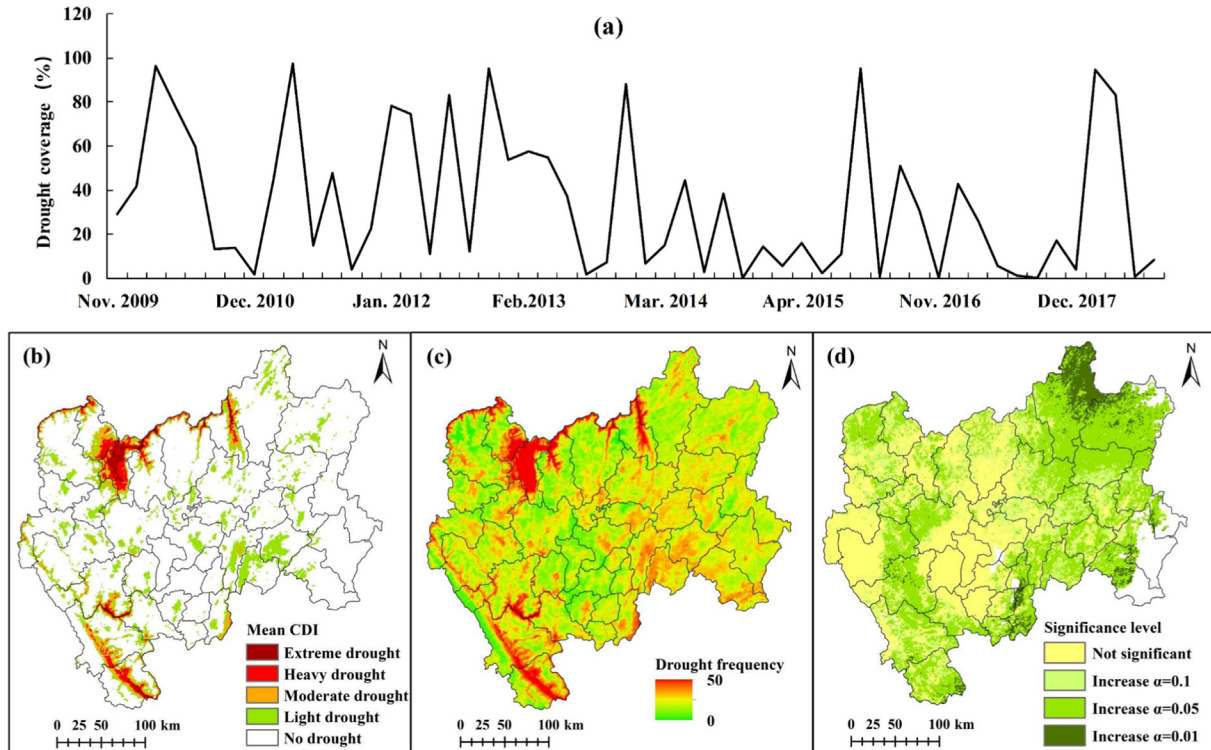 (a)
Drought coverage (%)
120
100
80
60
40
20
0
Nov. 2009 Dec. 2010 Jan. 2012 Feb.2013 Mar. 2014 Apr. 2015 Nov. 2016 Dec. 2017
(b)
N
Mean CDI
Extreme drought
Heavy drought
Moderate drought
Light drought
No drought
0 25 50 100 km
(c)
N
Drought frequency
50
0
0 25 50 100 km
(d)
N
Significance level
Not significant
Increase α=0.1
Increase α=0.05
Increase α=0.01
0 25 50 100 km